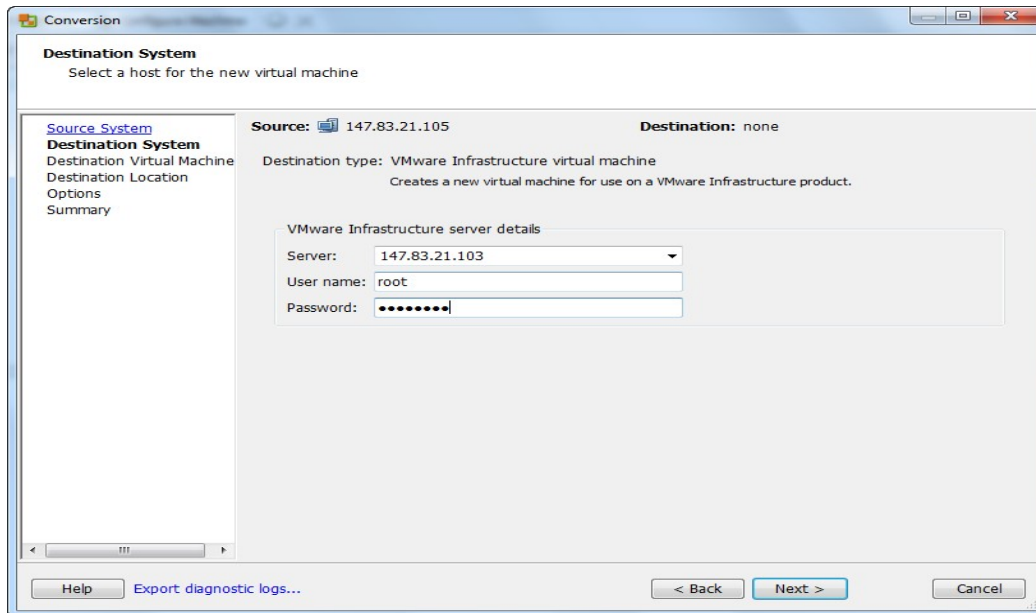 Conversion
Destination System
Select a host for the new virtual machine
Source System
Destination System
Destination Virtual Machine
Destination Location
Options
Summary
Source: 147.83.21.105 Destination: none
Destination type: VMware Infrastructure virtual machine
Creates a new virtual machine for use on a VMware Infrastructure product.
VMware Infrastructure server details
Server: 147.83.21.103
User name: root
Password: ••••••••
Help Export diagnostic logs... < Back Next > Cancel